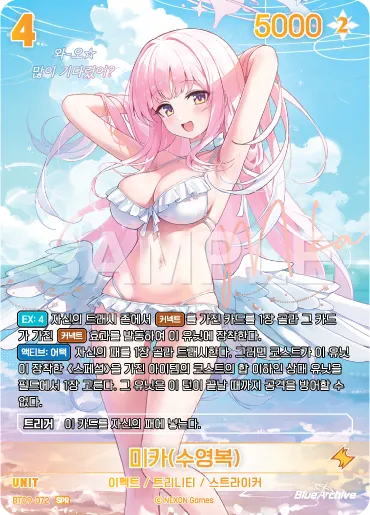 4
5000 2
와-오☆
많이 기다렸어?
Mika
SAMPLE
EX: 4 자신의 트래시 존에서 커넥트 를 가진 카드를 1장 골라 그 카드
가 가진 커넥트 효과를 발동하여 이 유닛에 장착한다.
액티브: 어택 자신의 패를 1장 골라 트래시한다. 그러면 코스트가 이 유닛
이 장착한 <스페셜>을 가진 아이템의 코스트의 합 이하인 상대 유닛을
필드에서 1장 고른다. 그 유닛은 이 턴이 끝날 때까지 공격을 방어할 수
없다.
트리거 이 카드를 자신의 패에 넣는다.
미카(수영복)
UNIT
이펙트 / 트리니티 / 스트라이커
BT02-072 SPR
© NEXON Games
BlueArchive